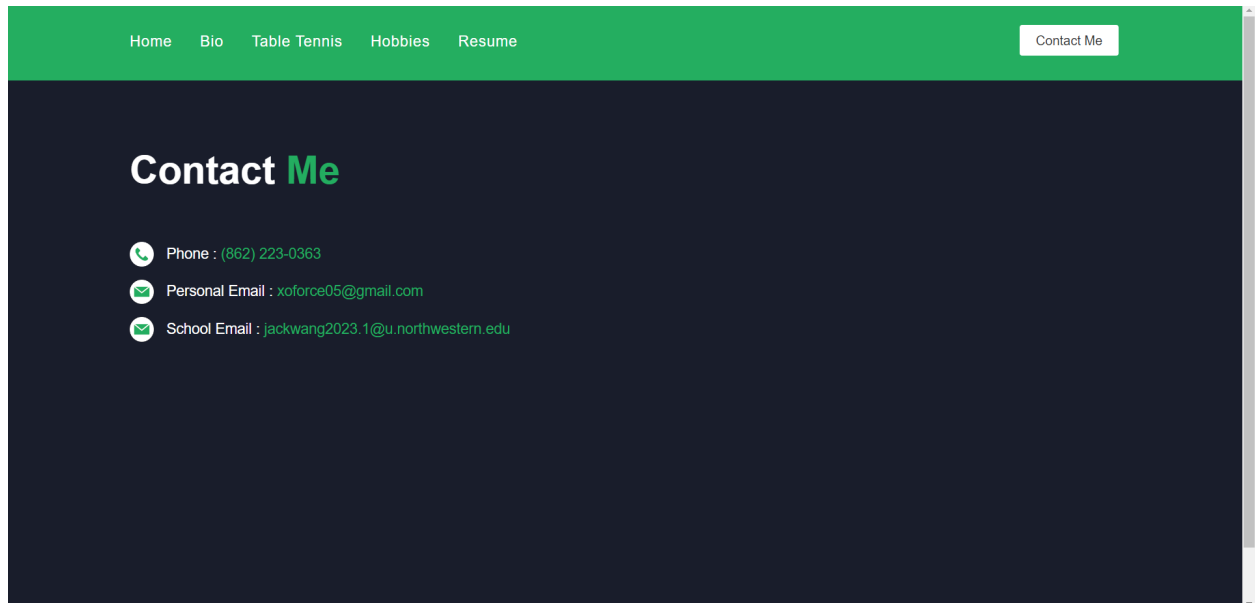 Home Bio Table Tennis Hobbies Resume Contact Me
Contact Me
Phone : (862) 223-0363
Personal Email : xoforce05@gmail.com
School Email : jackwang2023.1@u.northwestern.edu